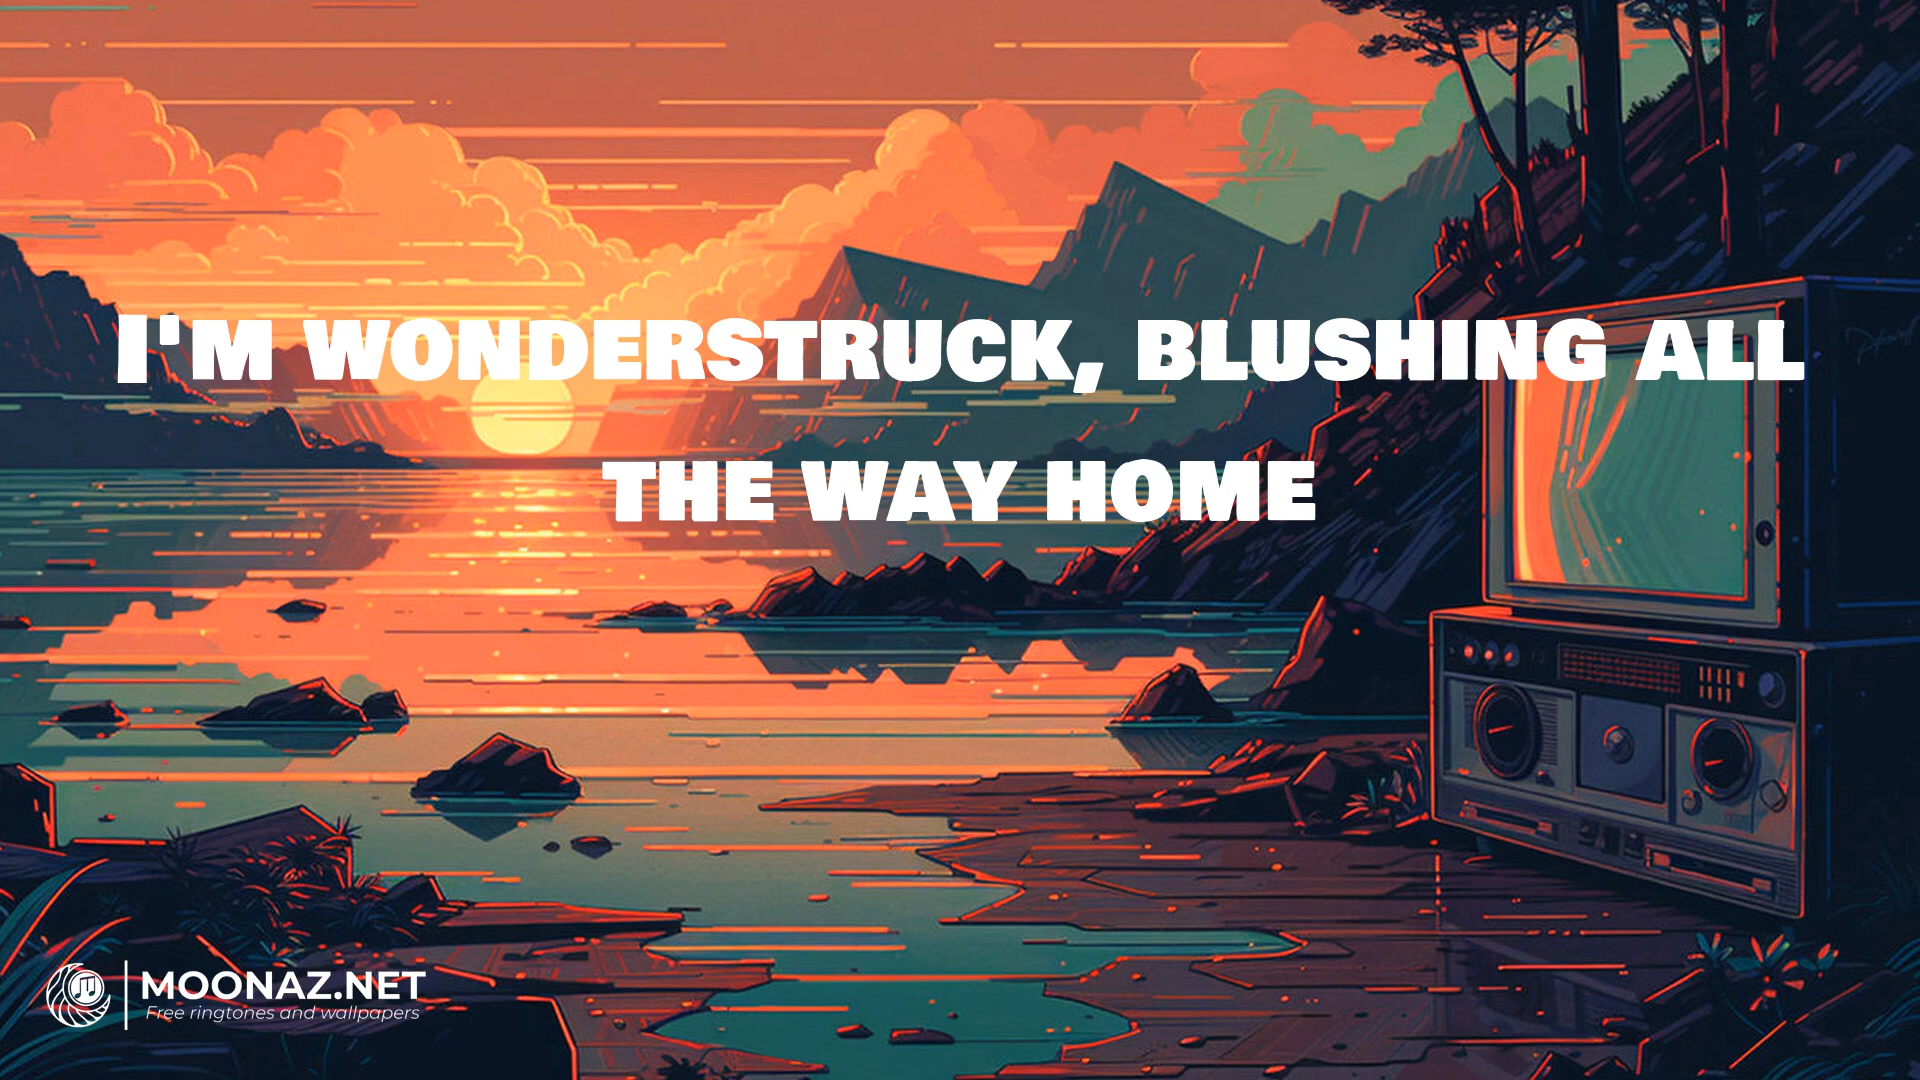 I'm wonderstruck, blushing all
the way home
MOONAZ.NET
Free ringtones and wallpapers